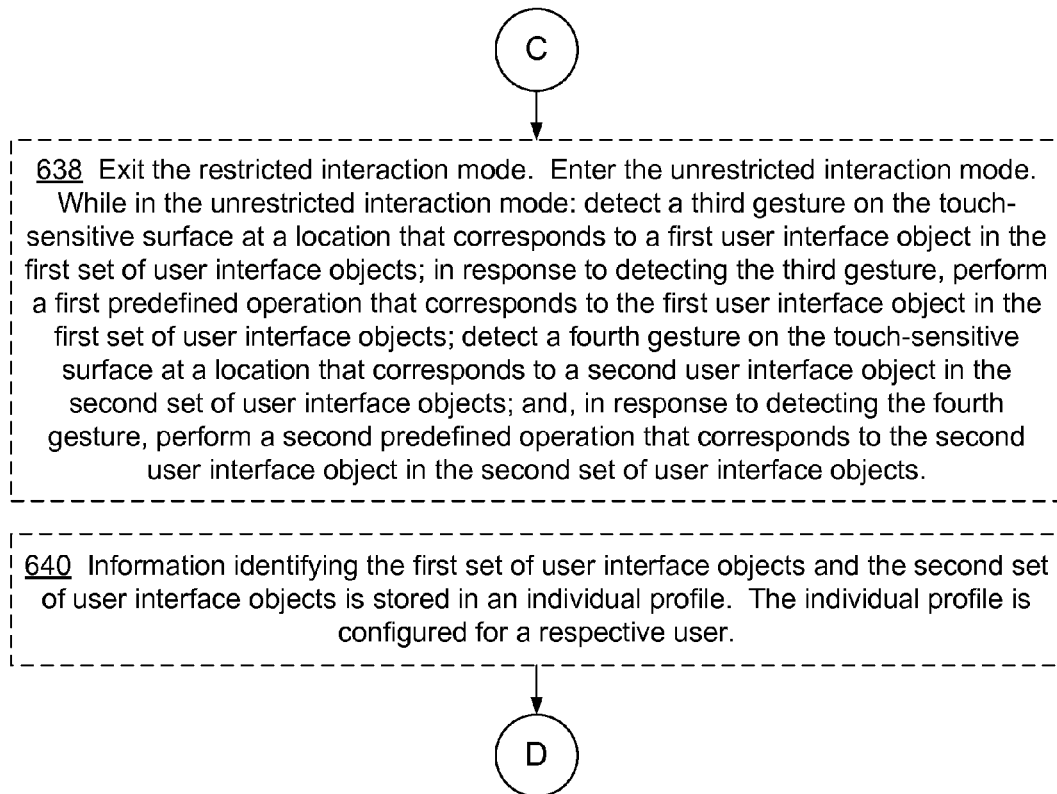 C
638 Exit the restricted interaction mode. Enter the unrestricted interaction mode.
While in the unrestricted interaction mode: detect a third gesture on the touch-
sensitive surface at a location that corresponds to a first user interface object in the
first set of user interface objects; in response to detecting the third gesture, perform
a first predefined operation that corresponds to the first user interface object in the
first set of user interface objects; detect a fourth gesture on the touch-sensitive
surface at a location that corresponds to a second user interface object in the
second set of user interface objects; and, in response to detecting the fourth
gesture, perform a second predefined operation that corresponds to the second
user interface object in the second set of user interface objects.
640 Information identifying the first set of user interface objects and the second set
of user interface objects is stored in an individual profile. The individual profile is
configured for a respective user.
D